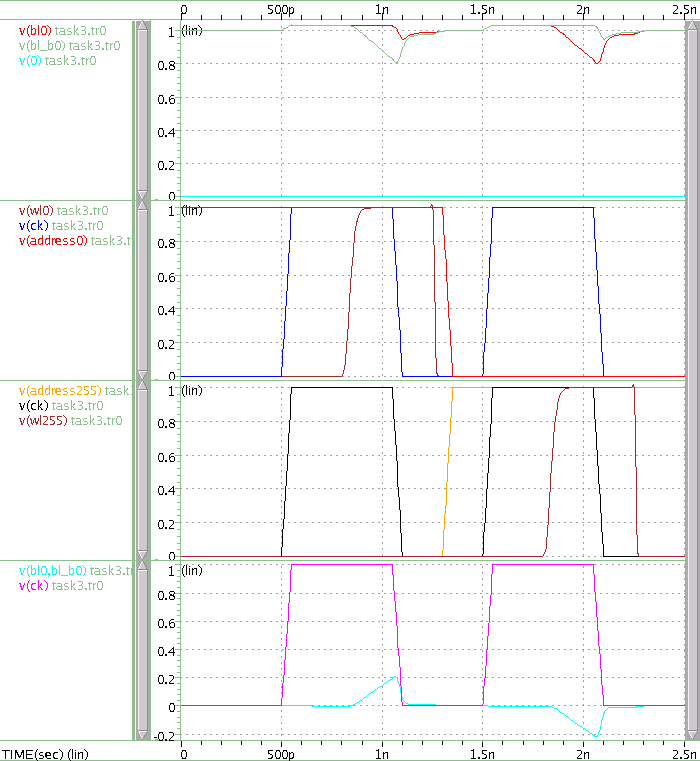 0 500p 1n 1.5n 2n 2.5n
v(bl0) task3.tr0
v(bl_b0) task3.tr0
v(0) task3.tr0
1 (lin)
0.8
0.6
0.4
0.2
0
v(wl0) task3.tr0
v(ck) task3.tr0
v(address0) task3.t
1 (lin)
0.8
0.6
0.4
0.2
0
v(address255) task
v(ck) task3.tr0
v(wl255) task3.tr0
1 (lin)
0.8
0.6
0.4
0.2
0
v(bl0,bl_b0) task3.tr
v(ck) task3.tr0
1 (lin)
0.8
0.6
0.4
0.2
0
-0.2
TIME(sec) (lin) 0 500p 1n 1.5n 2n 2.5n